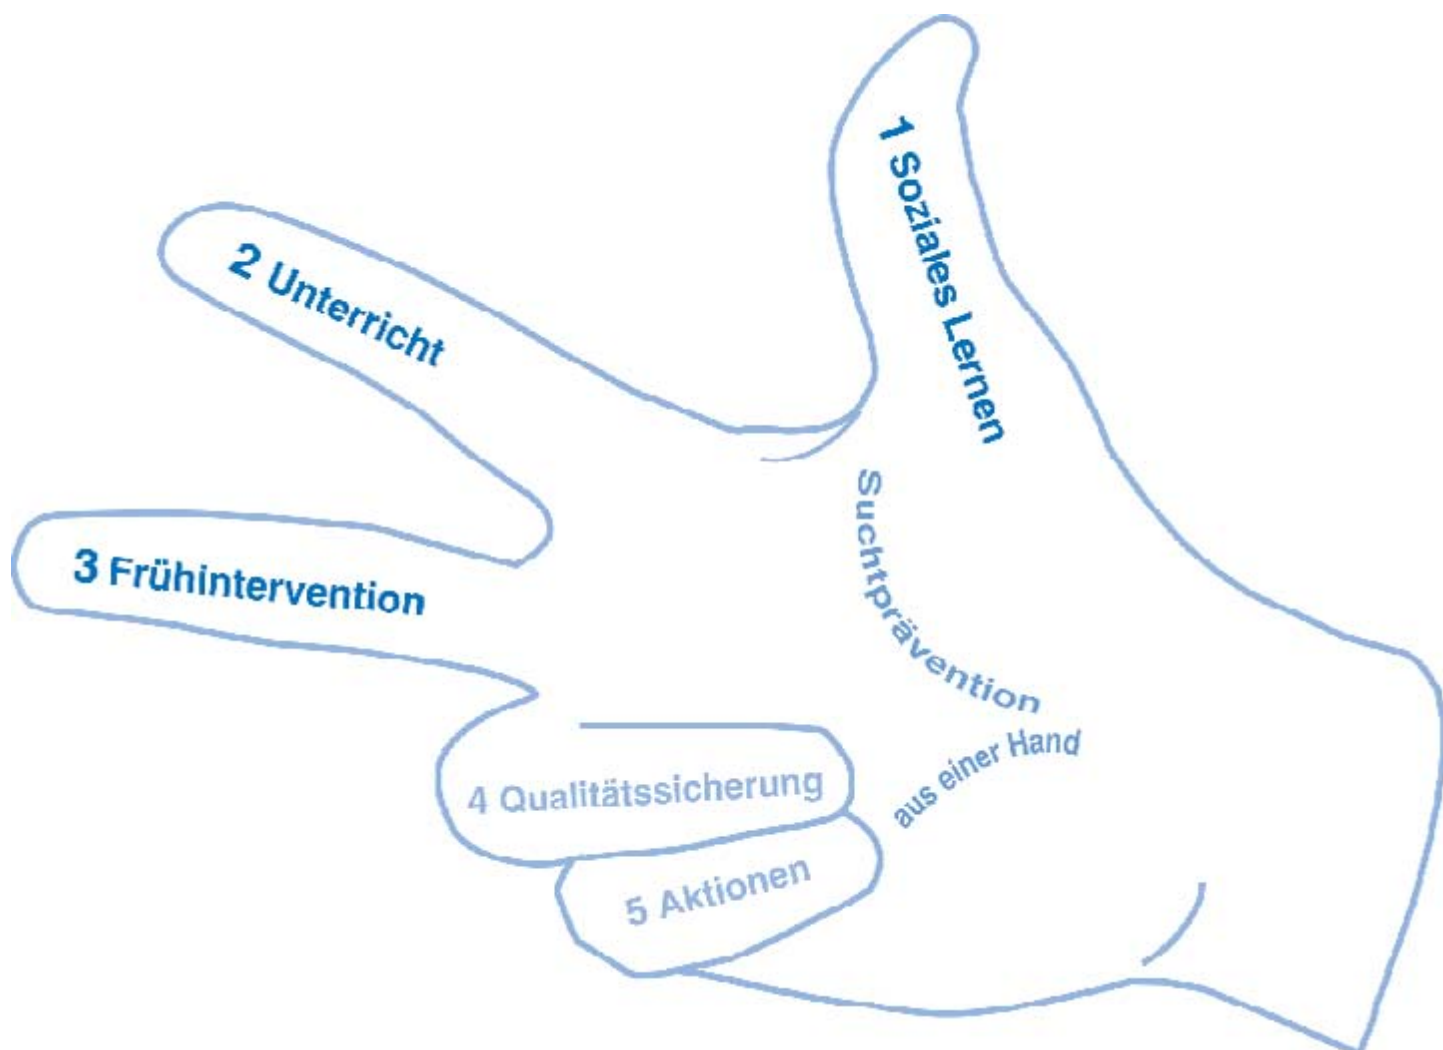 1 Soziales Lernen
2 Unterricht
3 Frühintervention
4 Qualitätssicherung
5 Aktionen
Suchtprävention
aus einer Hand